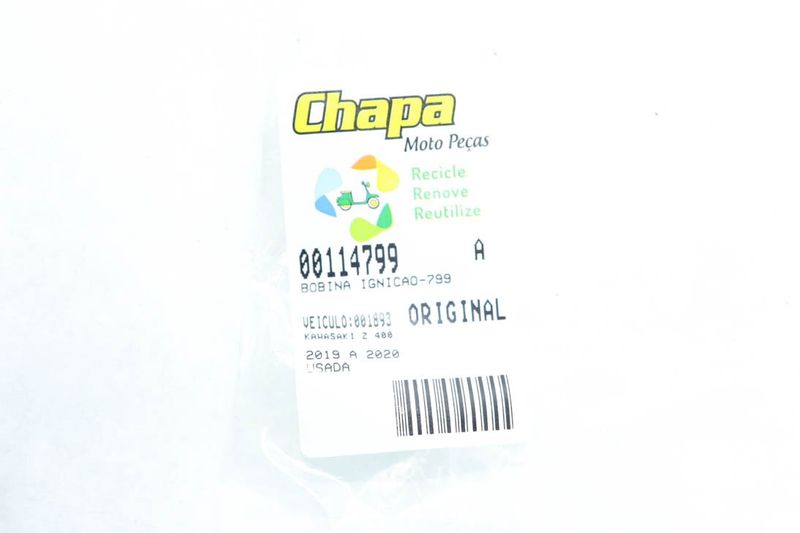 Chapa
Moto Peças
Recicle
Renove
Reutilize
00114799 A
BOBINA IGNICAO-799
VEICULO:001893 ORIGINAL
KAWASAKI Z 400
2019 A 2020
USADA